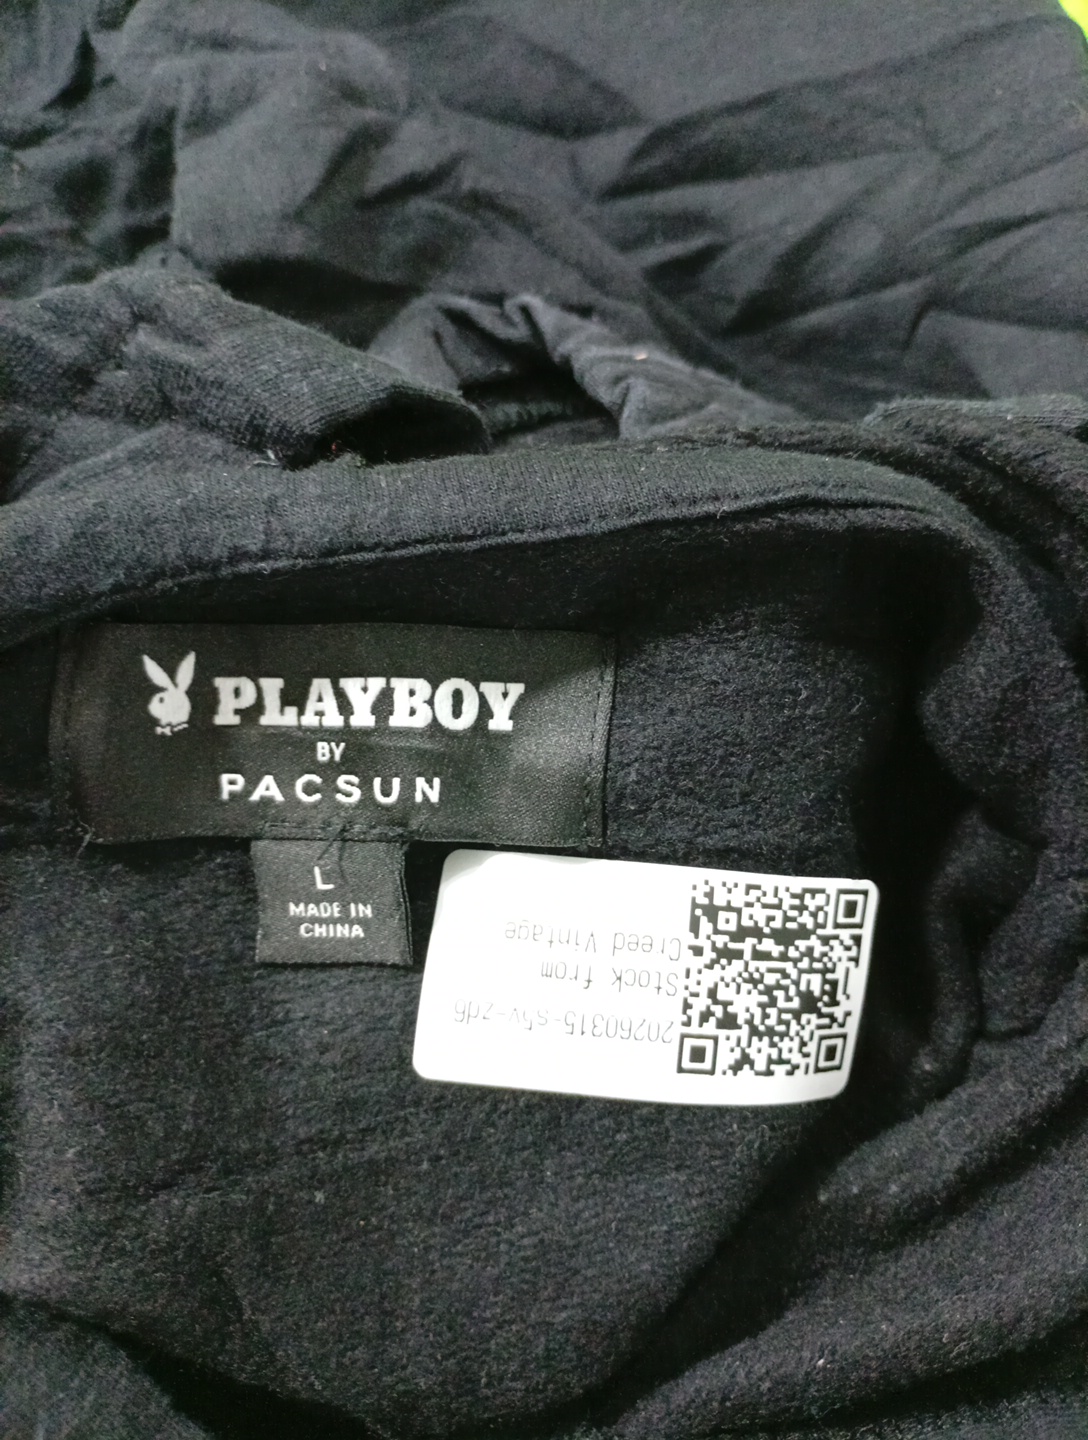 PLAYBOY
BY
PACSUN
L
MADE IN
CHINA
20260315-s5v-zd6
Stock from
Creed Vintage